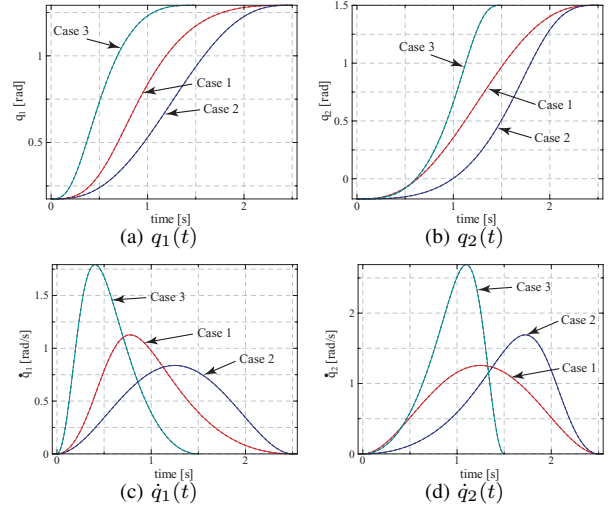 1
0.5
0
1
2
q₁ [rad]
time [s]
Case 3
Case 1
Case 2
(a) q₁(t)
1.5
1
0.5
0
0
1
2
q₂ [rad]
time [s]
Case 3
Case 1
Case 2
(b) q₂(t)
1.5
1
0.5
0
0
1
2
q̇₁ [rad/s]
time [s]
Case 3
Case 1
Case 2
(c) q̇₁(t)
2
1
0
0
1
2
q̇₂ [rad/s]
time [s]
Case 3
Case 2
Case 1
(d) q̇₂(t)